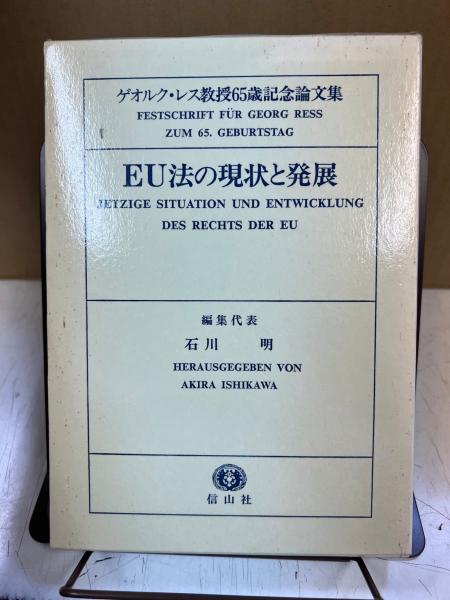 ゲオルク・レス教授65歳記念論文集
FESTSCHRIFT FÜR GEORG RESS
ZUM 65. GEBURTSTAG
EU法の現状と発展
JETZIGE SITUATION UND ENTWICKLUNG
DES RECHTS DER EU
編集代表
石川 明
HERAUSGEGEBEN VON
AKIRA ISHIKAWA
信山社